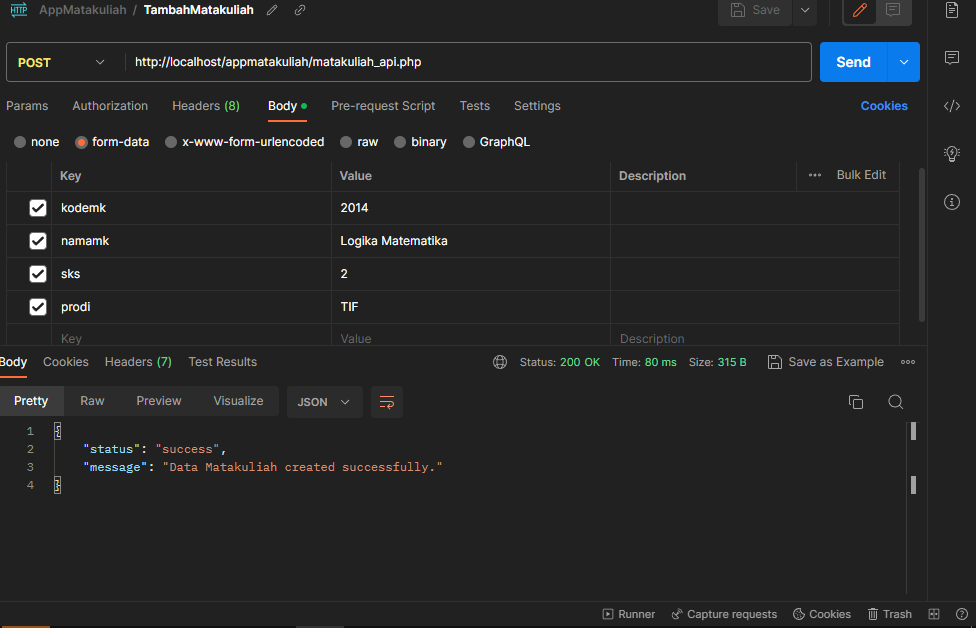 HTTP AppMatakuliah / TambahMatakuliah Save
POST http://localhost/appmatakuliah/matakuliah_api.php Send
Params Authorization Headers (8) Body Pre-request Script Tests Settings Cookies
none form-data x-www-form-urlencoded raw binary GraphQL
Key Value Description ••• Bulk Edit
kodemk 2014
namamk Logika Matematika
sks 2
prodi TIF
Key Value Description
Body Cookies Headers (7) Test Results Status: 200 OK Time: 80 ms Size: 315 B Save as Example
Pretty Raw Preview Visualize JSON
1 {
2 "status": "success",
3 "message": "Data Matakuliah created successfully."
4 }
Runner Capture requests Cookies Trash